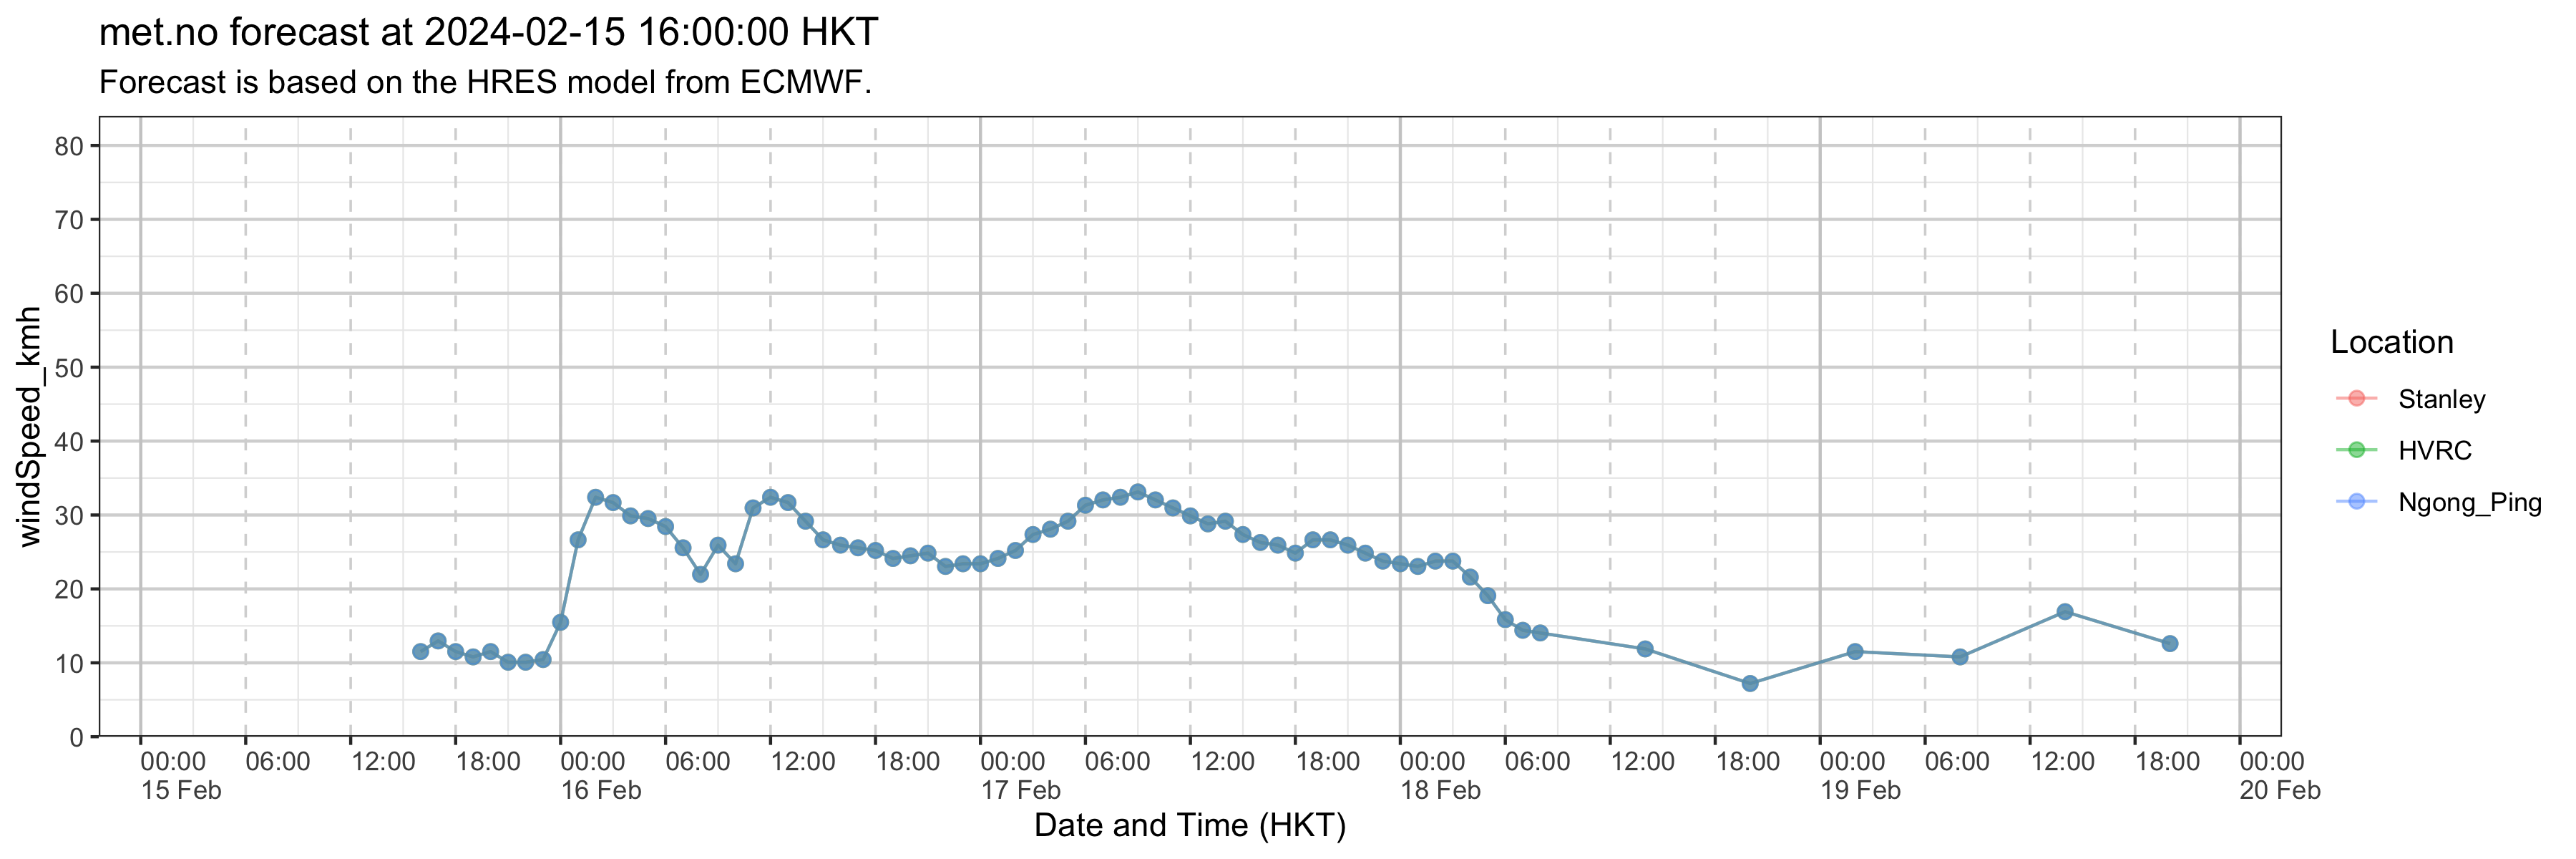 met.no forecast at 2024-02-15 16:00:00 HKT
Forecast is based on the HRES model from ECMWF.
windSpeed_kmh
80
70
60
50
40
30
20
10
0
00:00 06:00 12:00 18:00 00:00 06:00 12:00 18:00 00:00 06:00 12:00 18:00 00:00 06:00 12:00 18:00 00:00 06:00 12:00 18:00 00:00
15 Feb 16 Feb 17 Feb 18 Feb 19 Feb 20 Feb
Date and Time (HKT)
Location
Stanley
HVRC
Ngong_Ping